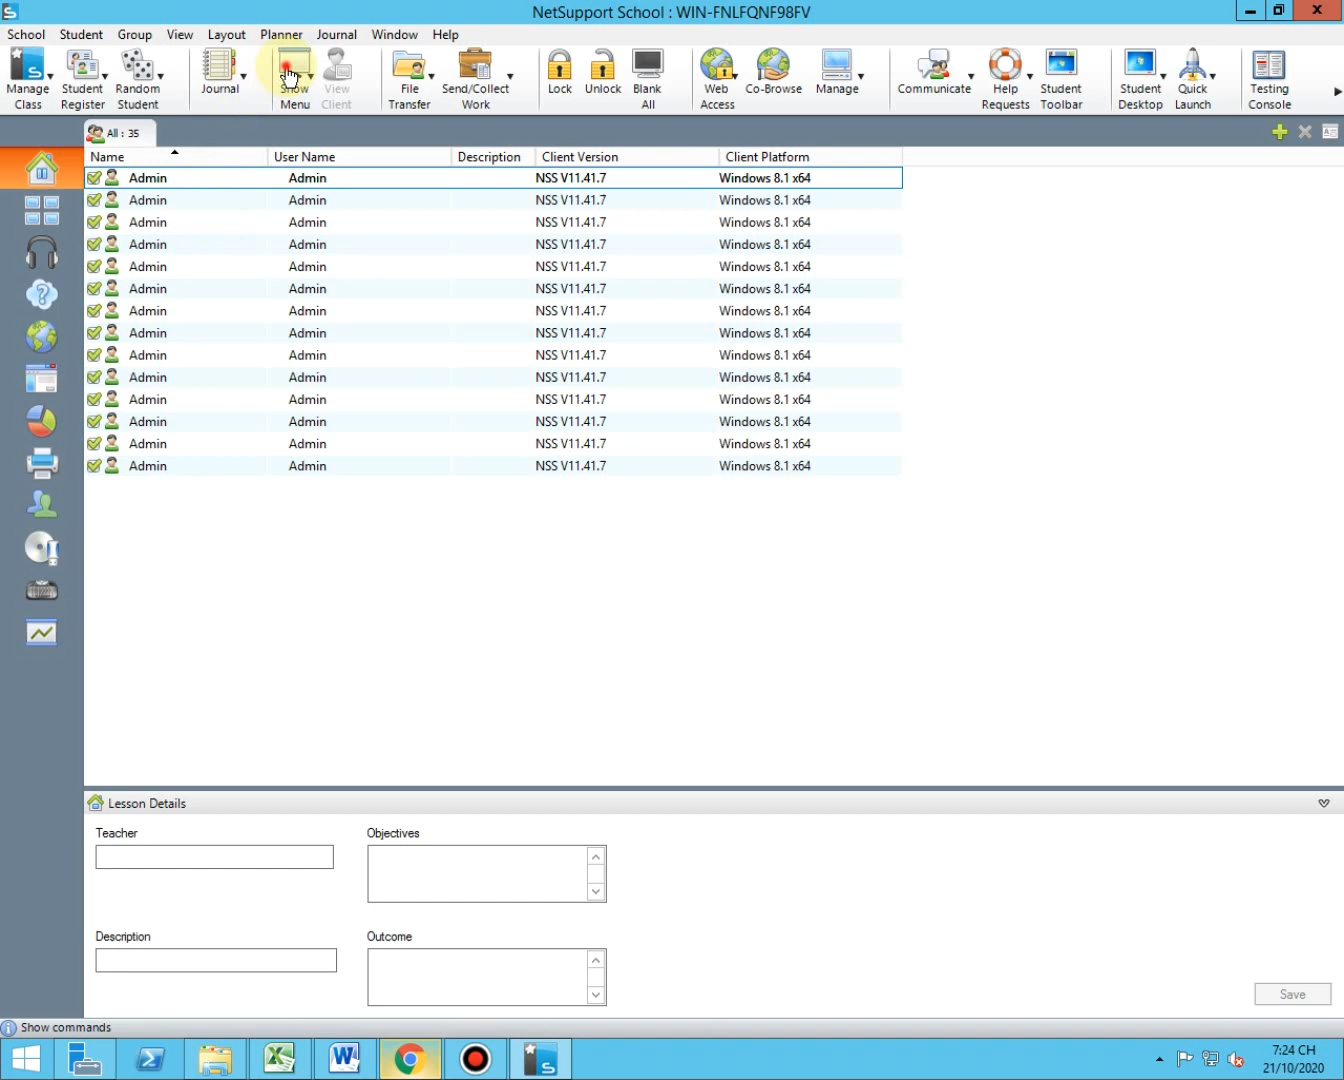 NetSupport School : WIN-FNLFQNF98FV
School Student Group View Layout Planner Journal Window Help
Manage Class
Student Register
Random Student
Journal
Show Menu
View Client
File Transfer
Send/Collect Work
Lock
Unlock
Blank All
Web Access
Co-Browse
Manage
Communicate
Help Requests
Student Toolbar
Student Desktop
Quick Launch
Testing Console
All : 35
Name User Name Description Client Version Client Platform
Admin Admin NSS V11.41.7 Windows 8.1 x64
Admin Admin NSS V11.41.7 Windows 8.1 x64
Admin Admin NSS V11.41.7 Windows 8.1 x64
Admin Admin NSS V11.41.7 Windows 8.1 x64
Admin Admin NSS V11.41.7 Windows 8.1 x64
Admin Admin NSS V11.41.7 Windows 8.1 x64
Admin Admin NSS V11.41.7 Windows 8.1 x64
Admin Admin NSS V11.41.7 Windows 8.1 x64
Admin Admin NSS V11.41.7 Windows 8.1 x64
Admin Admin NSS V11.41.7 Windows 8.1 x64
Admin Admin NSS V11.41.7 Windows 8.1 x64
Admin Admin NSS V11.41.7 Windows 8.1 x64
Admin Admin NSS V11.41.7 Windows 8.1 x64
Admin Admin NSS V11.41.7 Windows 8.1 x64
Lesson Details
Teacher Objectives
Description Outcome
Save
Show commands
7:24 CH
21/10/2020